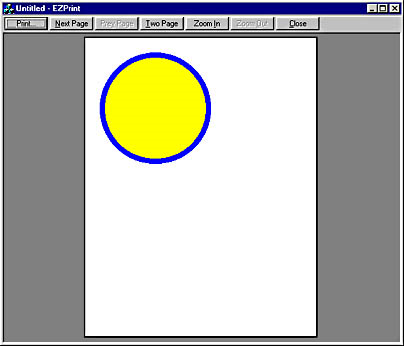 Untitled - EZPrint
Print... Next Page Prev Page Two Page Zoom In Zoom Out Close